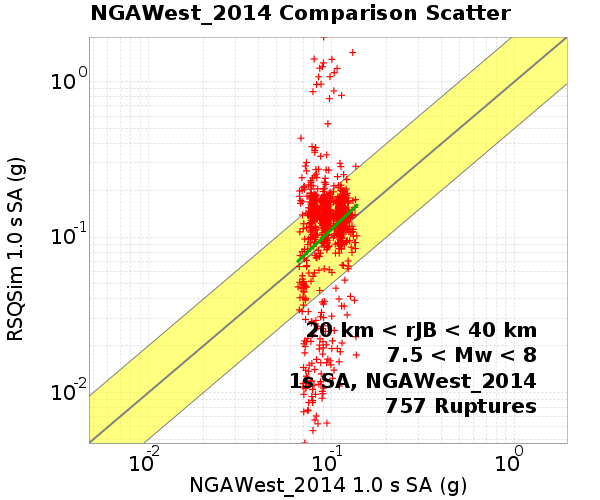 NGAWest_2014 Comparison Scatter
RSQSim 1.0 s SA (g)
10^0
10^-1
10^-2
20 km < rJB < 40 km
7.5 < Mw < 8
1s SA, NGAWest_2014
757 Ruptures
10^-2 10^-1 10^0
NGAWest_2014 1.0 s SA (g)